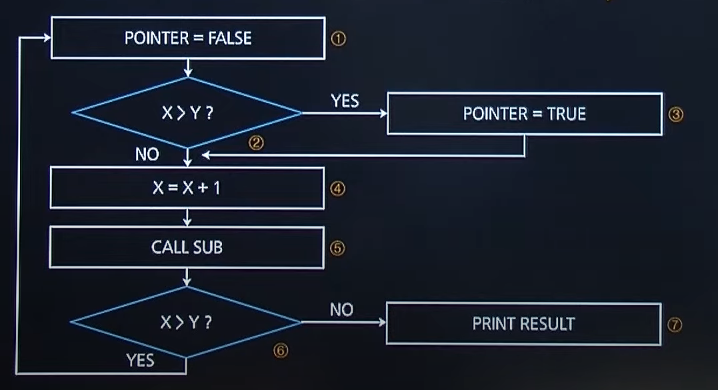 POINTER = FALSE ①
X > Y ? YES POINTER = TRUE ③
NO ②
X = X + 1 ④
CALL SUB ⑤
X > Y ? NO PRINT RESULT ⑦
YES ⑥